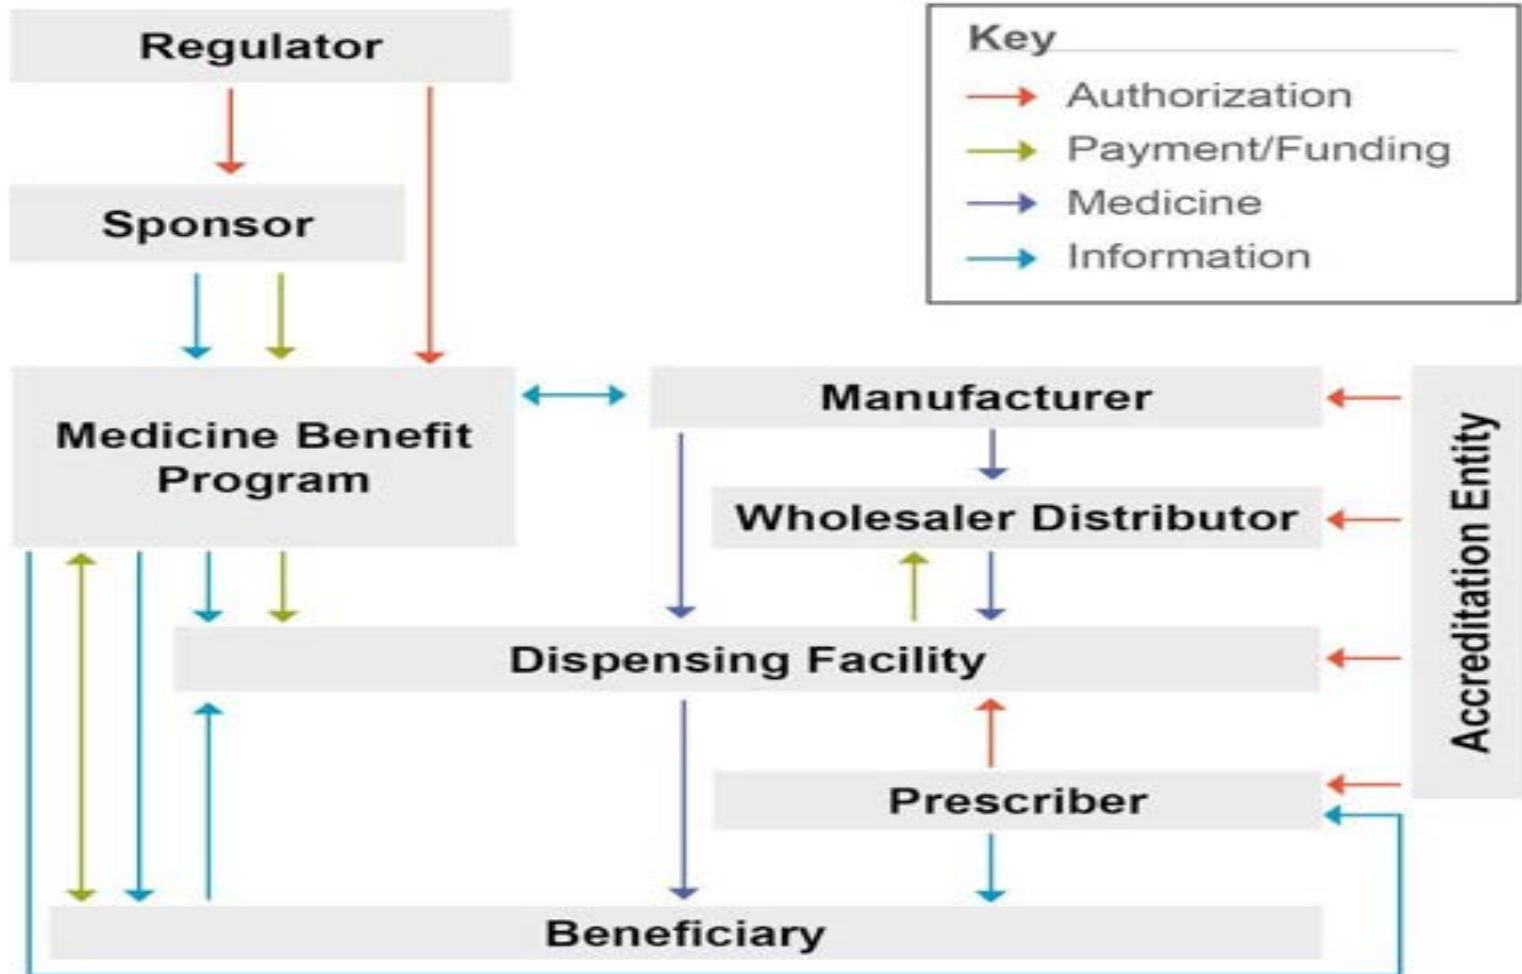 Regulator
Key
Authorization
Payment/Funding
Medicine
Information
Sponsor
Medicine Benefit
Program
Manufacturer
Wholesaler Distributor
Dispensing Facility
Prescriber
Beneficiary
Accreditation Entity